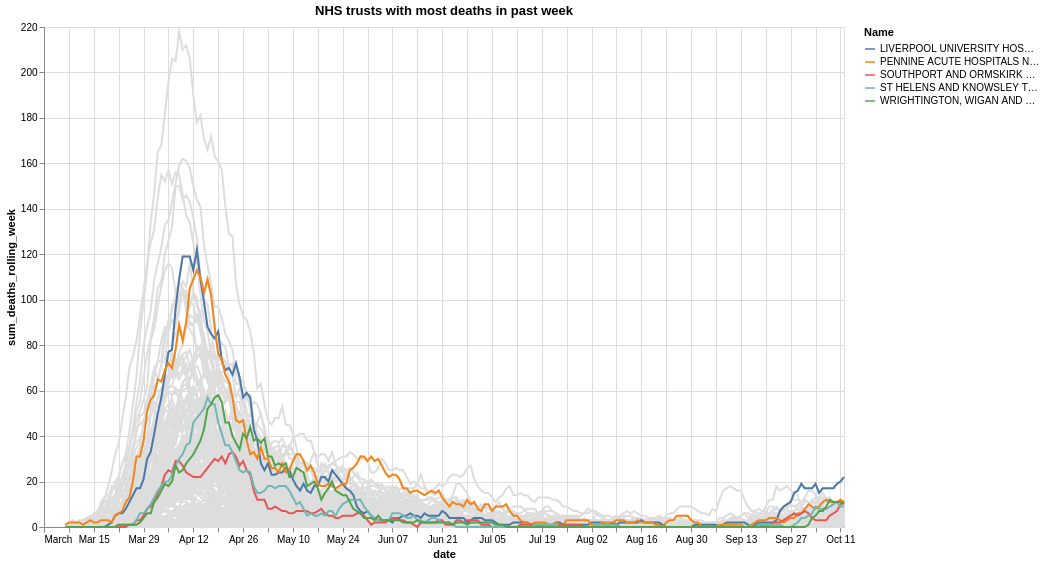 NHS trusts with most deaths in past week
220
200
180
160
140
120
100
80
60
40
20
0
sum_deaths_rolling_week
March Mar 15 Mar 29 Apr 12 Apr 26 May 10 May 24 Jun 07 Jun 21 Jul 05 Jul 19 Aug 02 Aug 16 Aug 30 Sep 13 Sep 27 Oct 11
date
Name
LIVERPOOL UNIVERSITY HOS…
PENNINE ACUTE HOSPITALS N…
SOUTHPORT AND ORMSKIRK …
ST HELENS AND KNOWSLEY T…
WRIGHTINGTON, WIGAN AND …